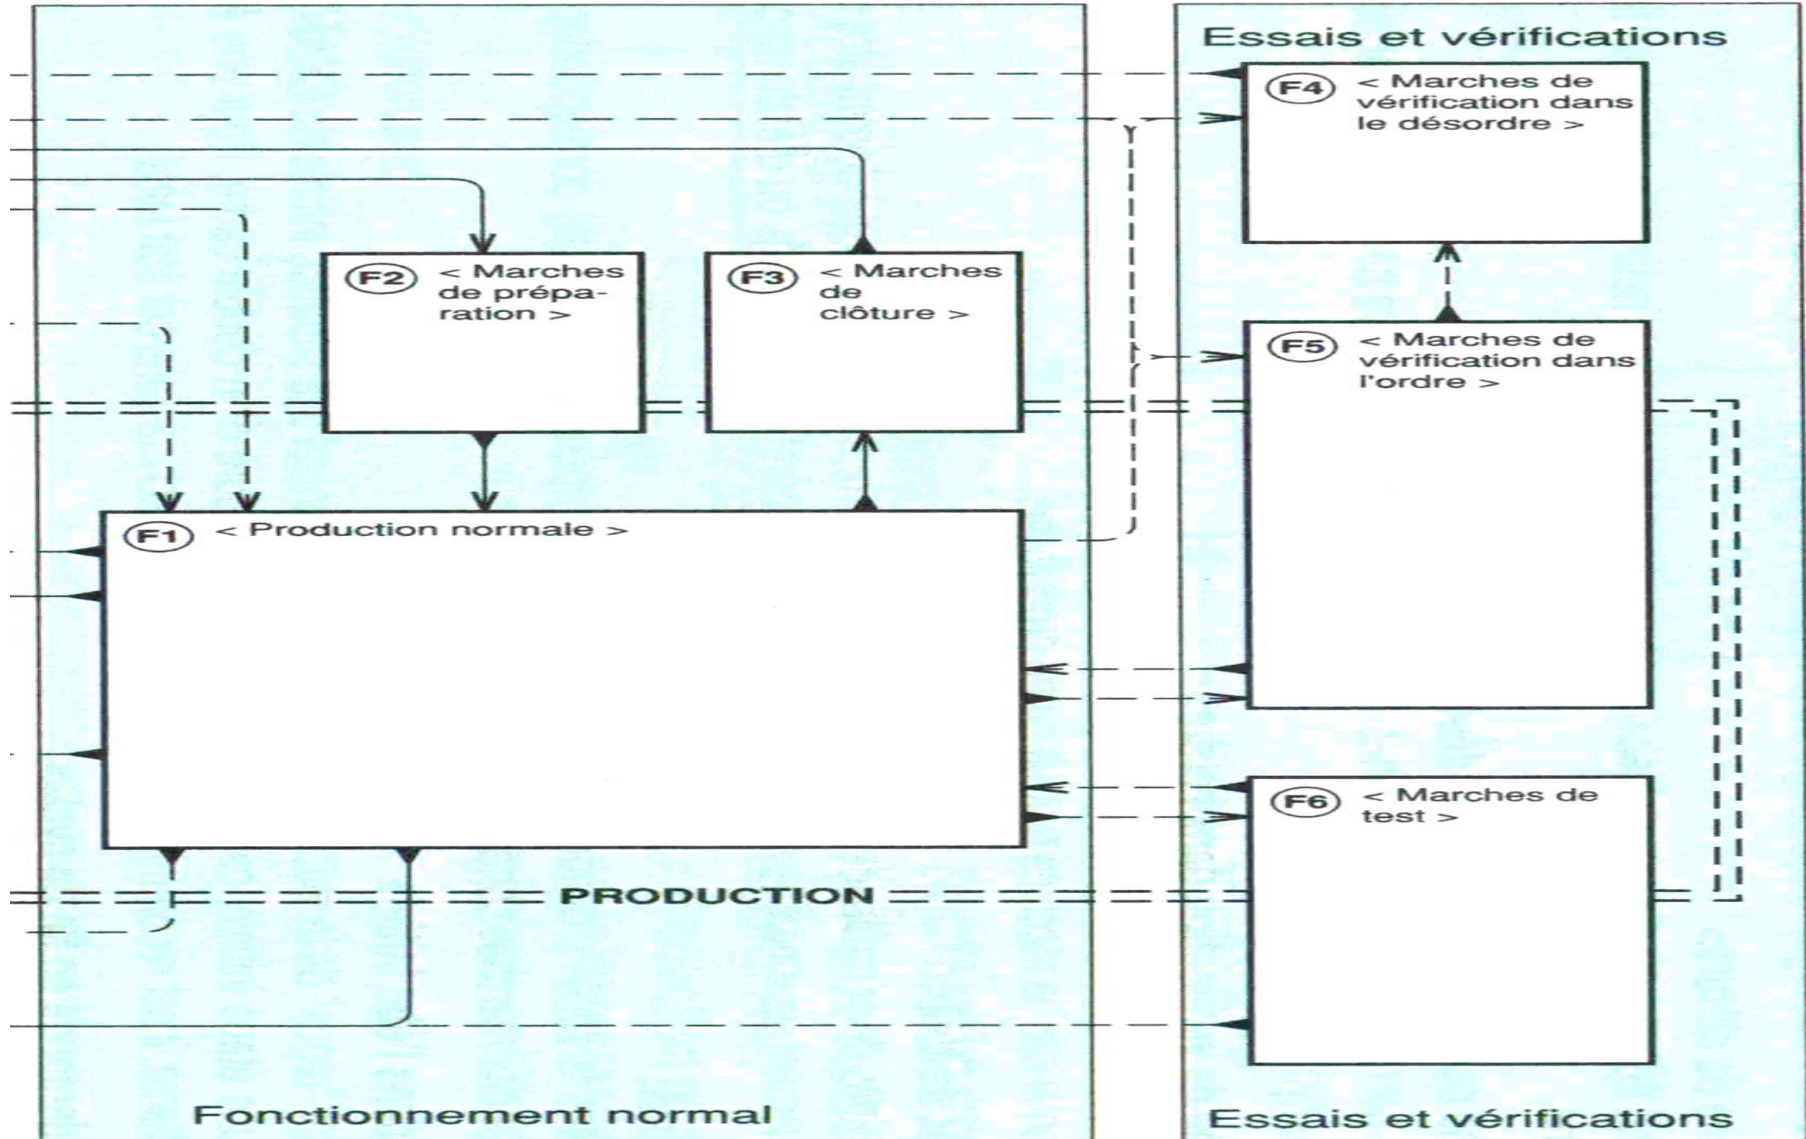 Essais et vérifications
F4 < Marches de
vérification dans
le désordre >
F2 < Marches
de prépa-
ration >
F3 < Marches
de
clôture >
F5 < Marches de
vérification dans
l'ordre >
F1 < Production normale >
F6 < Marches de
test >
PRODUCTION
Fonctionnement normal
Essais et vérifications